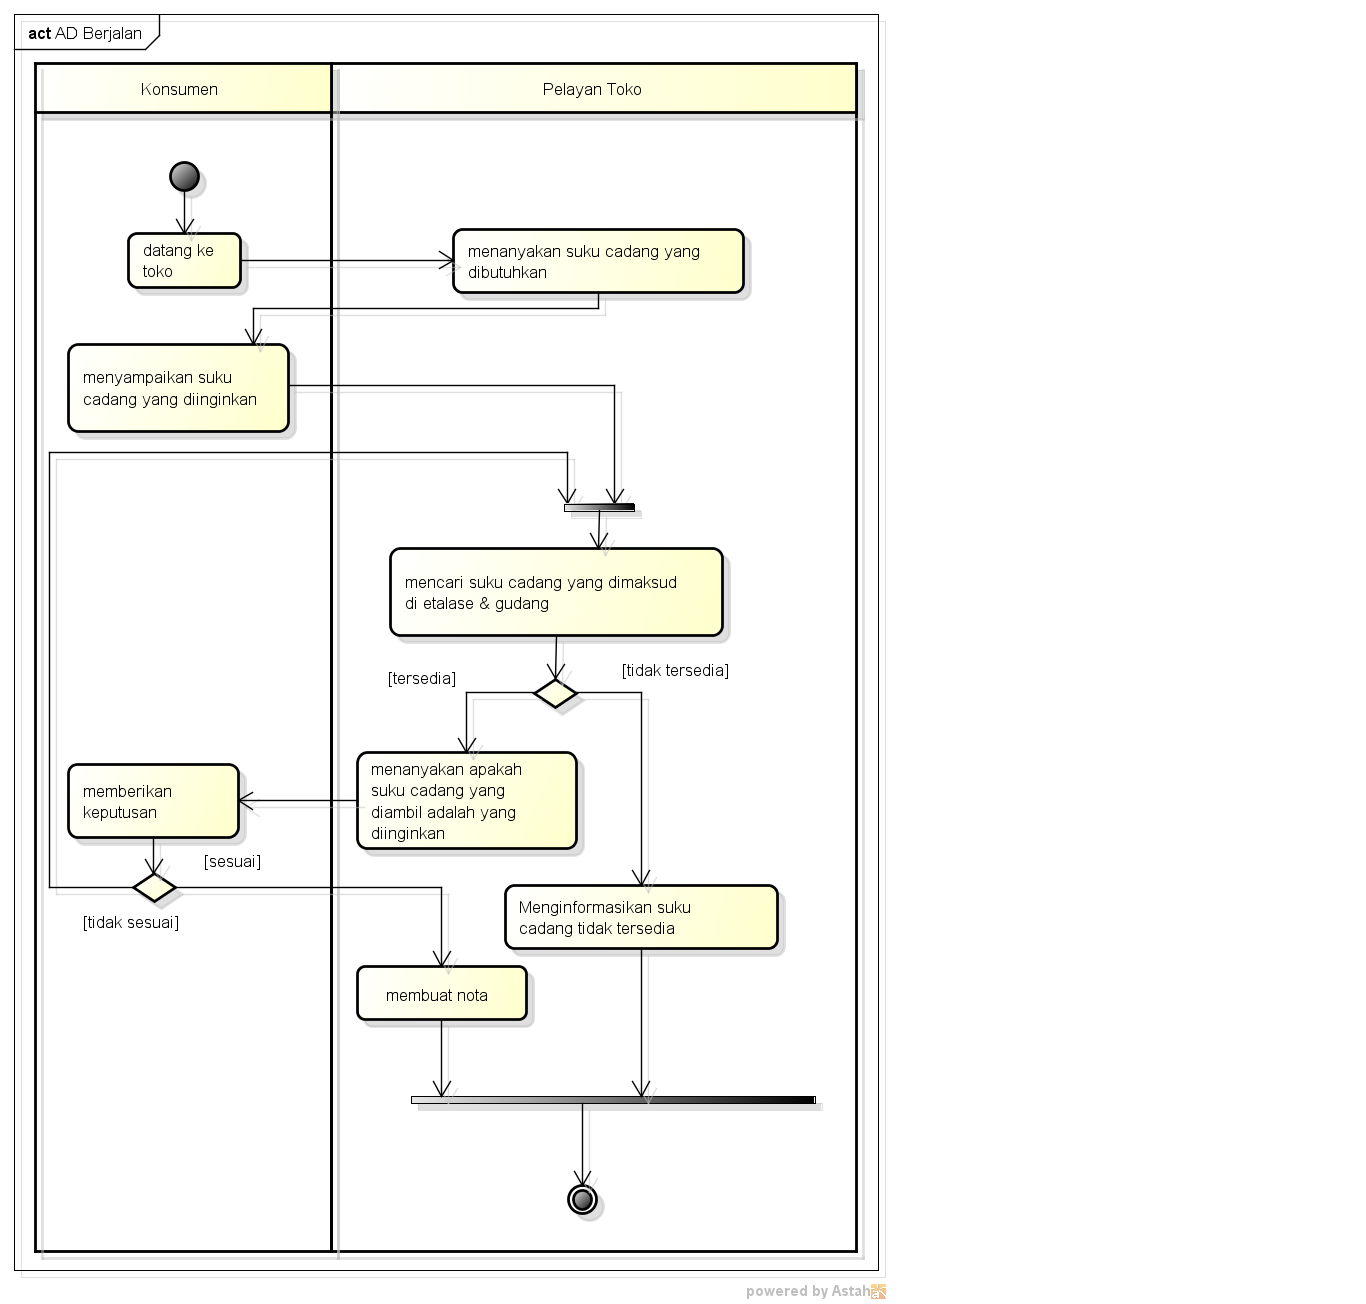 act AD Berjalan
Konsumen
Pelayan Toko
datang ke
toko
menanyakan suku cadang yang
dibutuhkan
menyampaikan suku
cadang yang diinginkan
mencari suku cadang yang dimaksud
di etalase & gudang
[tersedia]
[tidak tersedia]
menanyakan apakah
suku cadang yang
diambil adalah yang
diinginkan
memberikan
keputusan
[sesuai]
[tidak sesuai]
Menginformasikan suku
cadang tidak tersedia
membuat nota
powered by Astah